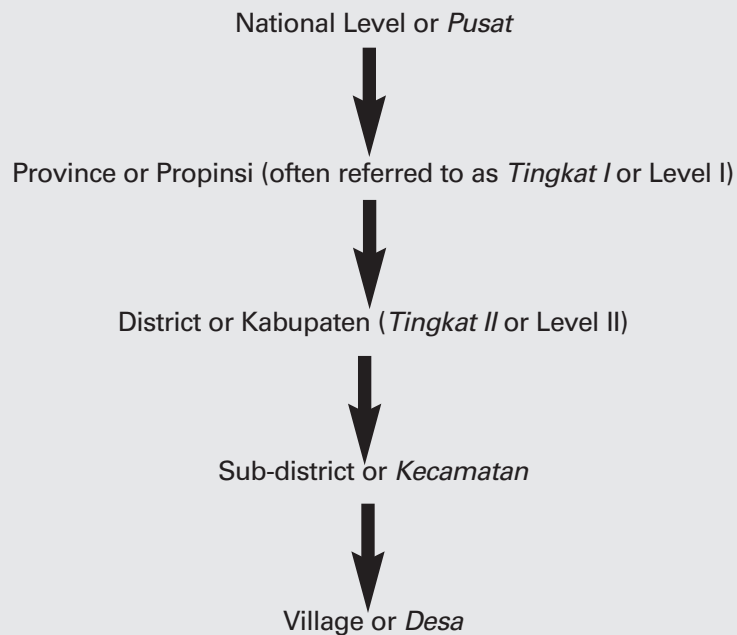 National Level or Pusat
Province or Propinsi (often referred to as Tingkat I or Level I)
District or Kabupaten (Tingkat II or Level II)
Sub-district or Kecamatan
Village or Desa